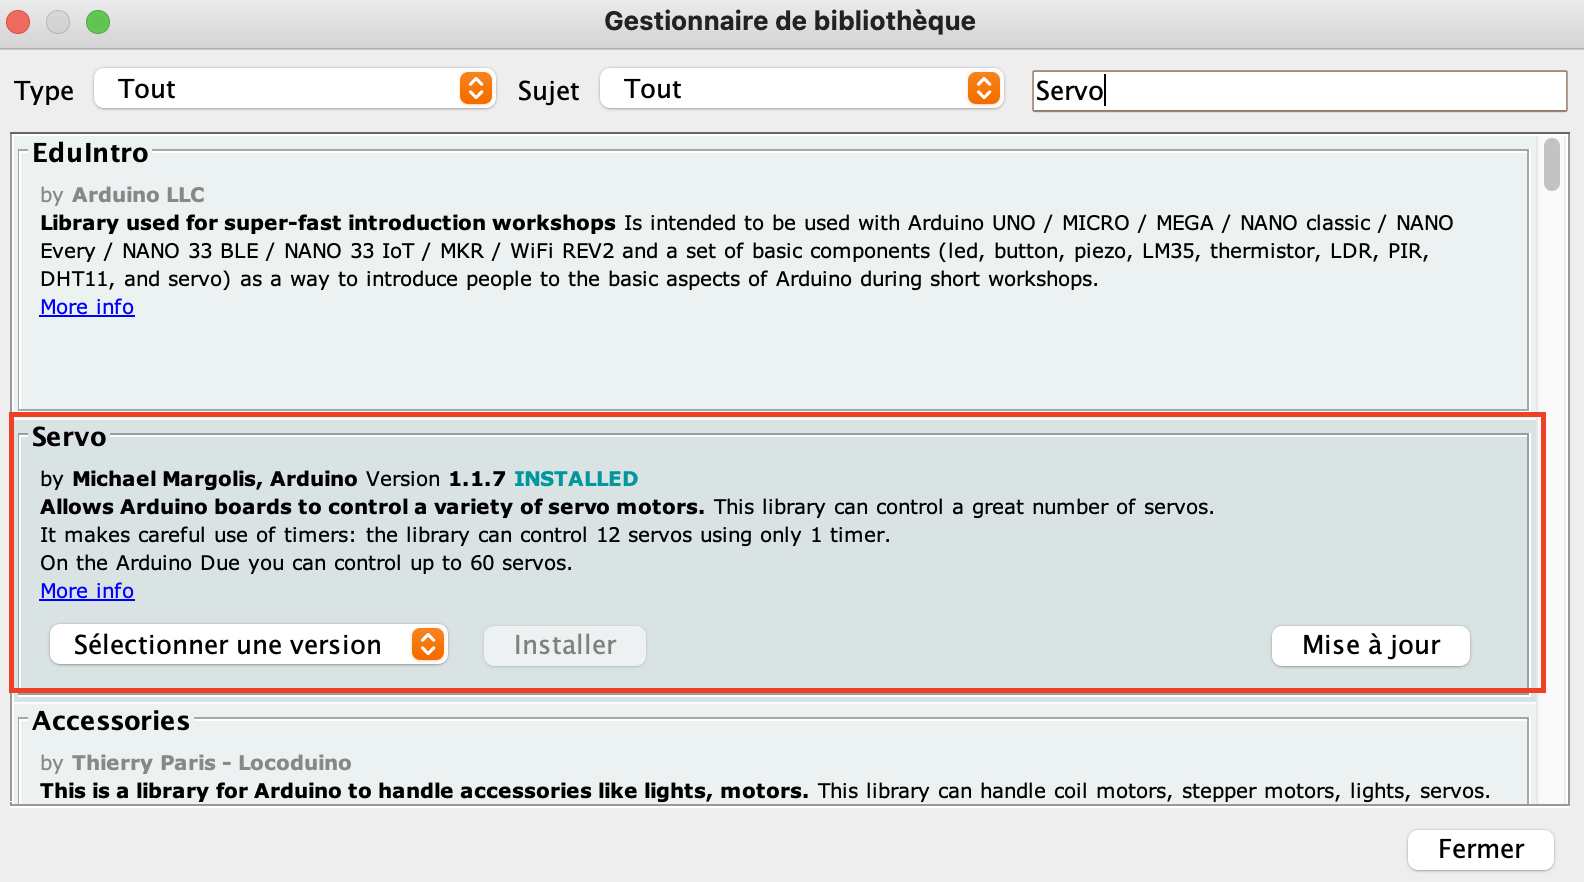 Gestionnaire de bibliothèque
Type Tout Sujet Tout Servo
EduIntro
by Arduino LLC
Library used for super-fast introduction workshops Is intended to be used with Arduino UNO / MICRO / MEGA / NANO classic / NANO
Every / NANO 33 BLE / NANO 33 IoT / MKR / WiFi REV2 and a set of basic components (led, button, piezo, LM35, thermistor, LDR, PIR,
DHT11, and servo) as a way to introduce people to the basic aspects of Arduino during short workshops.
More info
Servo
by Michael Margolis, Arduino Version 1.1.7 INSTALLED
Allows Arduino boards to control a variety of servo motors. This library can control a great number of servos.
It makes careful use of timers: the library can control 12 servos using only 1 timer.
On the Arduino Due you can control up to 60 servos.
More info
Sélectionner une version Installer Mise à jour
Accessories
by Thierry Paris - Locoduino
This is a library for Arduino to handle accessories like lights, motors. This library can handle coil motors, stepper motors, lights, servos.
Fermer